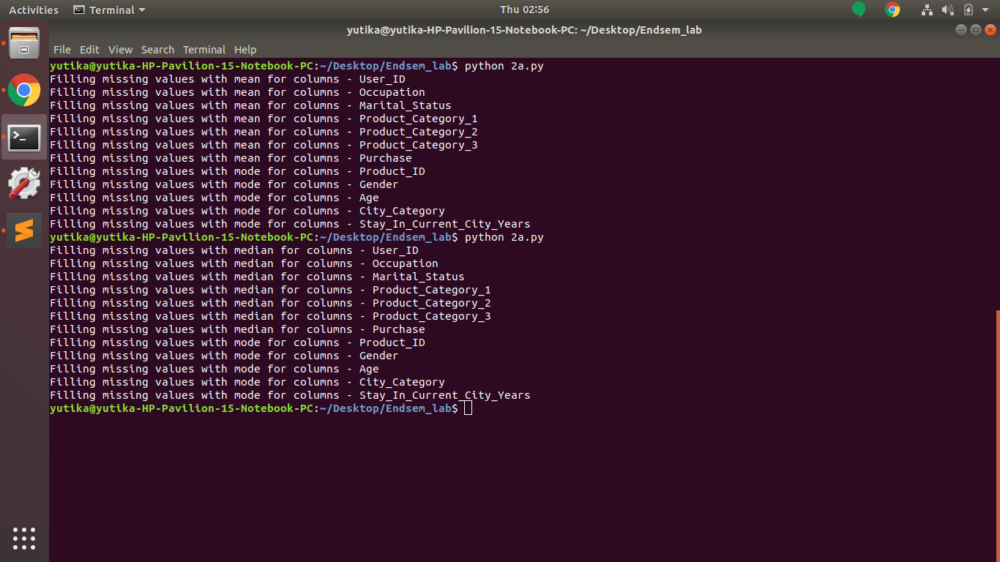 Activities Terminal Thu 02:56
yutika@yutika-HP-Pavilion-15-Notebook-PC: ~/Desktop/Endsem_lab
File Edit View Search Terminal Help
yutika@yutika-HP-Pavilion-15-Notebook-PC:~/Desktop/Endsem_lab$ python 2a.py
Filling missing values with mean for columns - User_ID
Filling missing values with mean for columns - Occupation
Filling missing values with mean for columns - Marital_Status
Filling missing values with mean for columns - Product_Category_1
Filling missing values with mean for columns - Product_Category_2
Filling missing values with mean for columns - Product_Category_3
Filling missing values with mean for columns - Purchase
Filling missing values with mode for columns - Product_ID
Filling missing values with mode for columns - Gender
Filling missing values with mode for columns - Age
Filling missing values with mode for columns - City_Category
Filling missing values with mode for columns - Stay_In_Current_City_Years
yutika@yutika-HP-Pavilion-15-Notebook-PC:~/Desktop/Endsem_lab$ python 2a.py
Filling missing values with median for columns - User_ID
Filling missing values with median for columns - Occupation
Filling missing values with median for columns - Marital_Status
Filling missing values with median for columns - Product_Category_1
Filling missing values with median for columns - Product_Category_2
Filling missing values with median for columns - Product_Category_3
Filling missing values with median for columns - Purchase
Filling missing values with mode for columns - Product_ID
Filling missing values with mode for columns - Gender
Filling missing values with mode for columns - Age
Filling missing values with mode for columns - City_Category
Filling missing values with mode for columns - Stay_In_Current_City_Years
yutika@yutika-HP-Pavilion-15-Notebook-PC:~/Desktop/Endsem_lab$